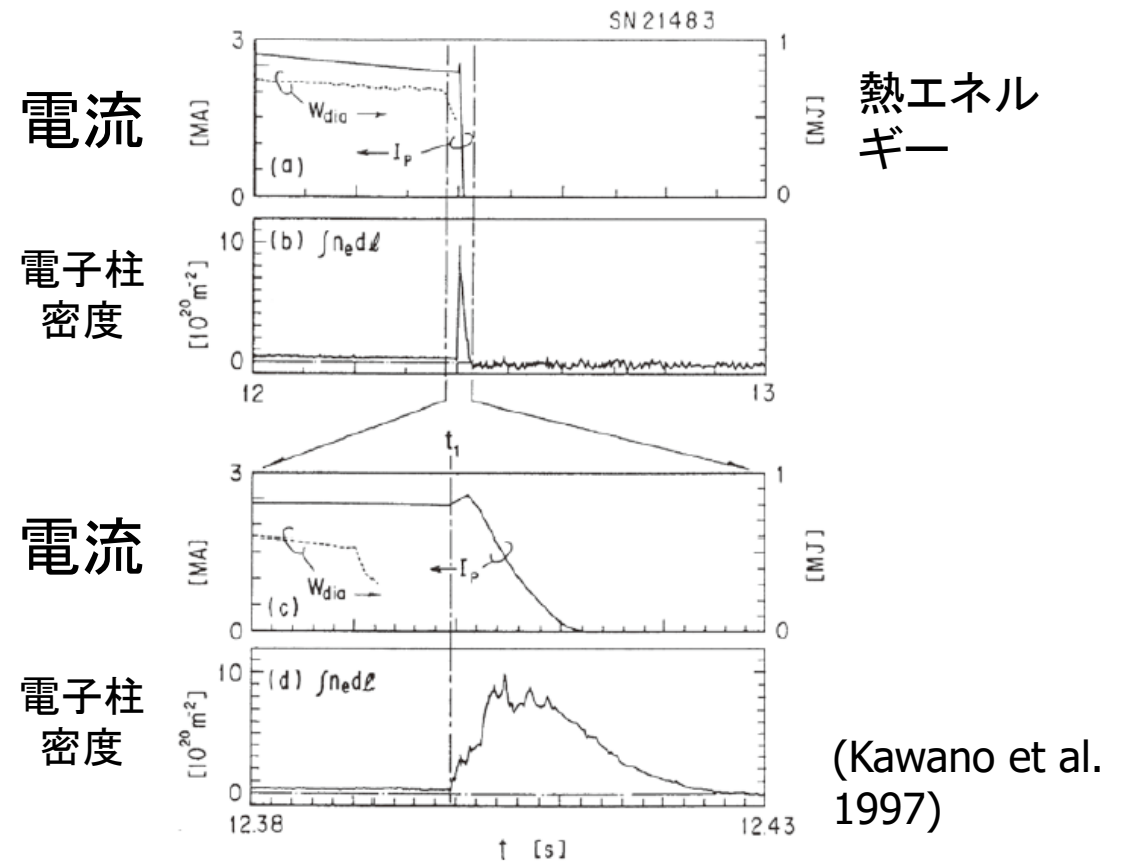 SN 21483
3
1
電流
[MA]
W_dia →
← I_P
(a)
[MJ]
熱エネル
ギー
0
0
電子柱
密度
[10^20 m^-2]
10
(b) ∫n_e dℓ
0
12
13
t_1
3
1
電流
[MA]
W_dia →
← I_P
(c)
[MJ]
0
0
電子柱
密度
[10^20 m^-2]
10
(d) ∫n_e dℓ
0
(Kawano et al.
1997)
12.38
12.43
t [s]